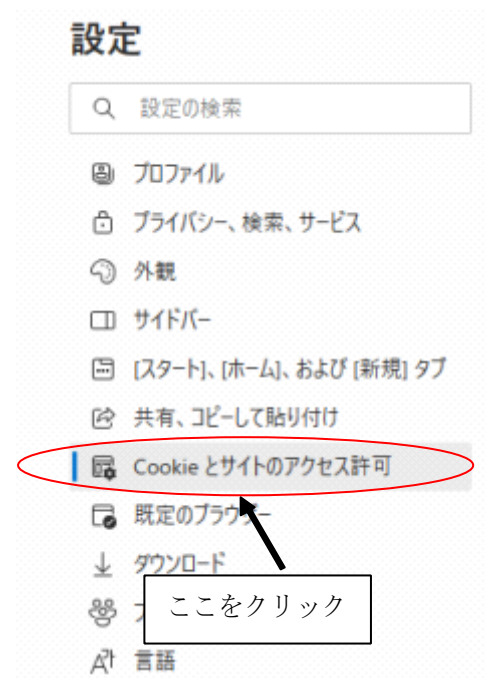 設定
設定の検索
プロファイル
プライバシー、検索、サービス
外観
サイドバー
[スタート]、[ホーム]、および [新規] タブ
共有、コピーして貼り付け
Cookie とサイトのアクセス許可
既定のブラウザー
ダウンロード
ここをクリック
言語